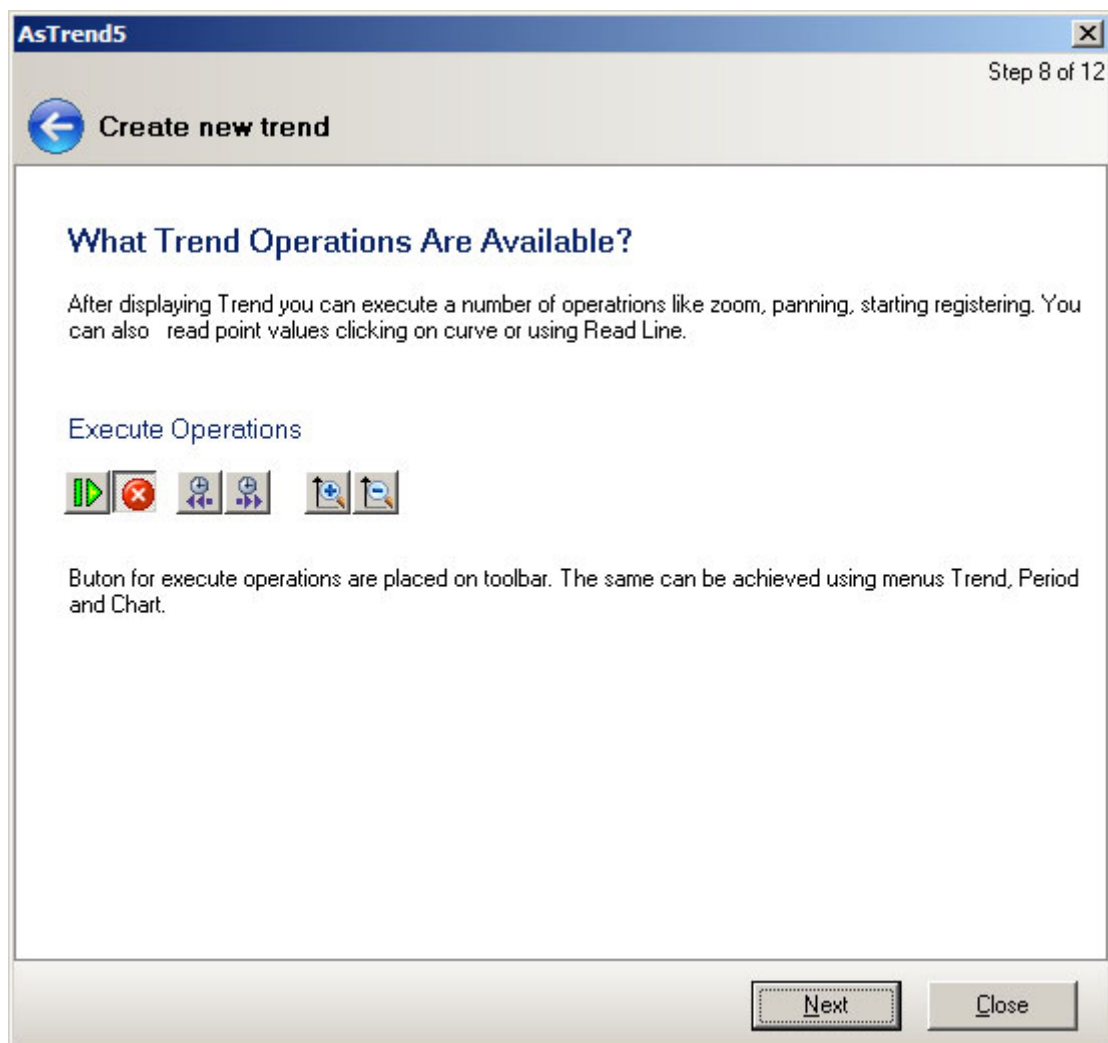 AsTrend5
Step 8 of 12
Create new trend
What Trend Operations Are Available?
After displaying Trend you can execute a number of operatrions like zoom, panning, starting registering. You
can also   read point values clicking on curve or using Read Line.
Execute Operations
Buton for execute operations are placed on toolbar. The same can be achieved using menus Trend, Period
and Chart.
Next
Close